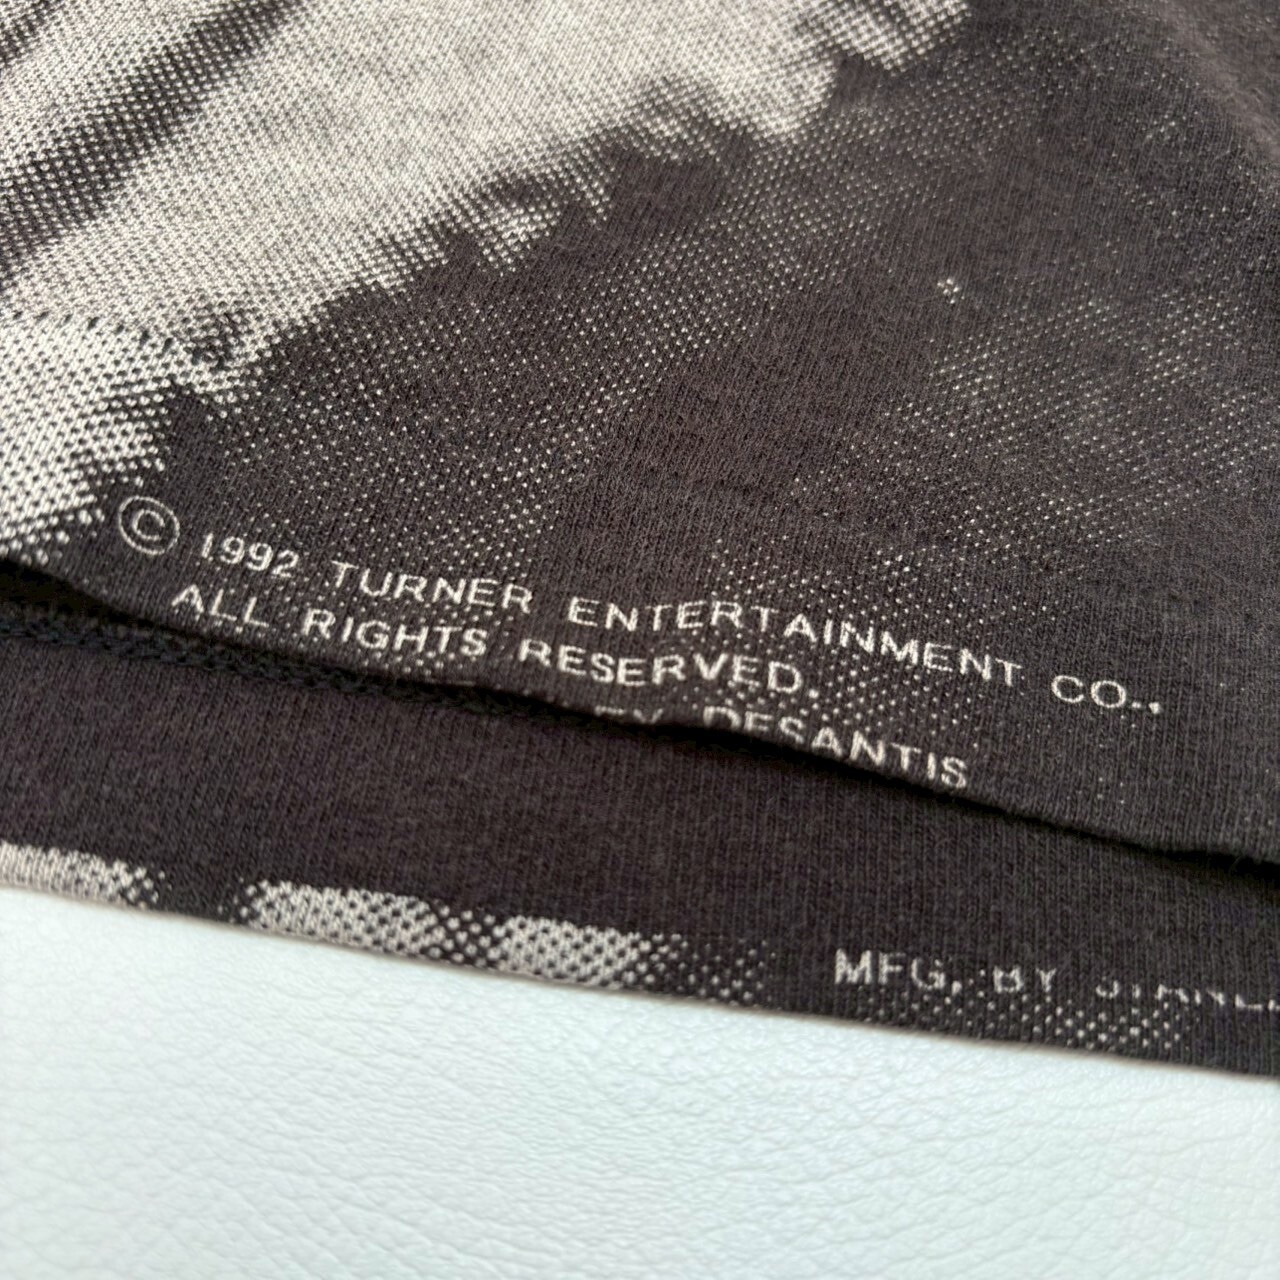 © 1992 TURNER ENTERTAINMENT CO.,
ALL RIGHTS RESERVED.
DESANTIS
MFG. BY